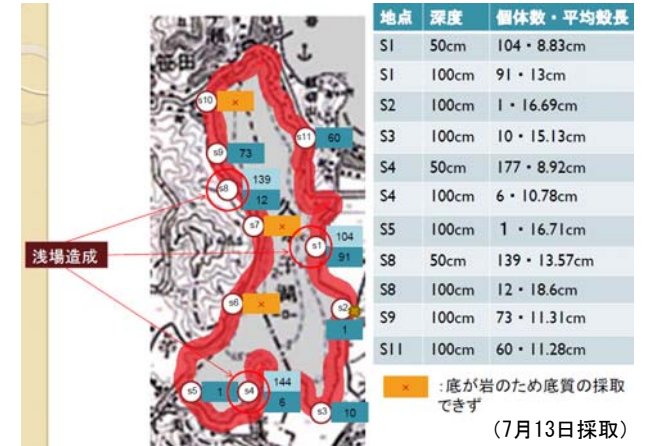 地点 深度 個体数・平均殻長
S1 50cm 104・8.83cm
S1 100cm 91・13cm
S2 100cm 1・16.69cm
S3 100cm 10・15.13cm
S4 50cm 177・8.92cm
S4 100cm 6・10.78cm
S5 100cm 1・16.71cm
S8 50cm 139・13.57cm
S8 100cm 12・18.6cm
S9 100cm 73・11.31cm
S11 100cm 60・11.28cm
× :底が岩のため底質の採取
できず
(7月13日採取)
浅場造成
笹田
s10 ×
s11 60
s9 73
139
s8
12
s7 ×
104
s1
91
s6 ×
s2
1
湖
144
s5 1 s4
6
s3 10